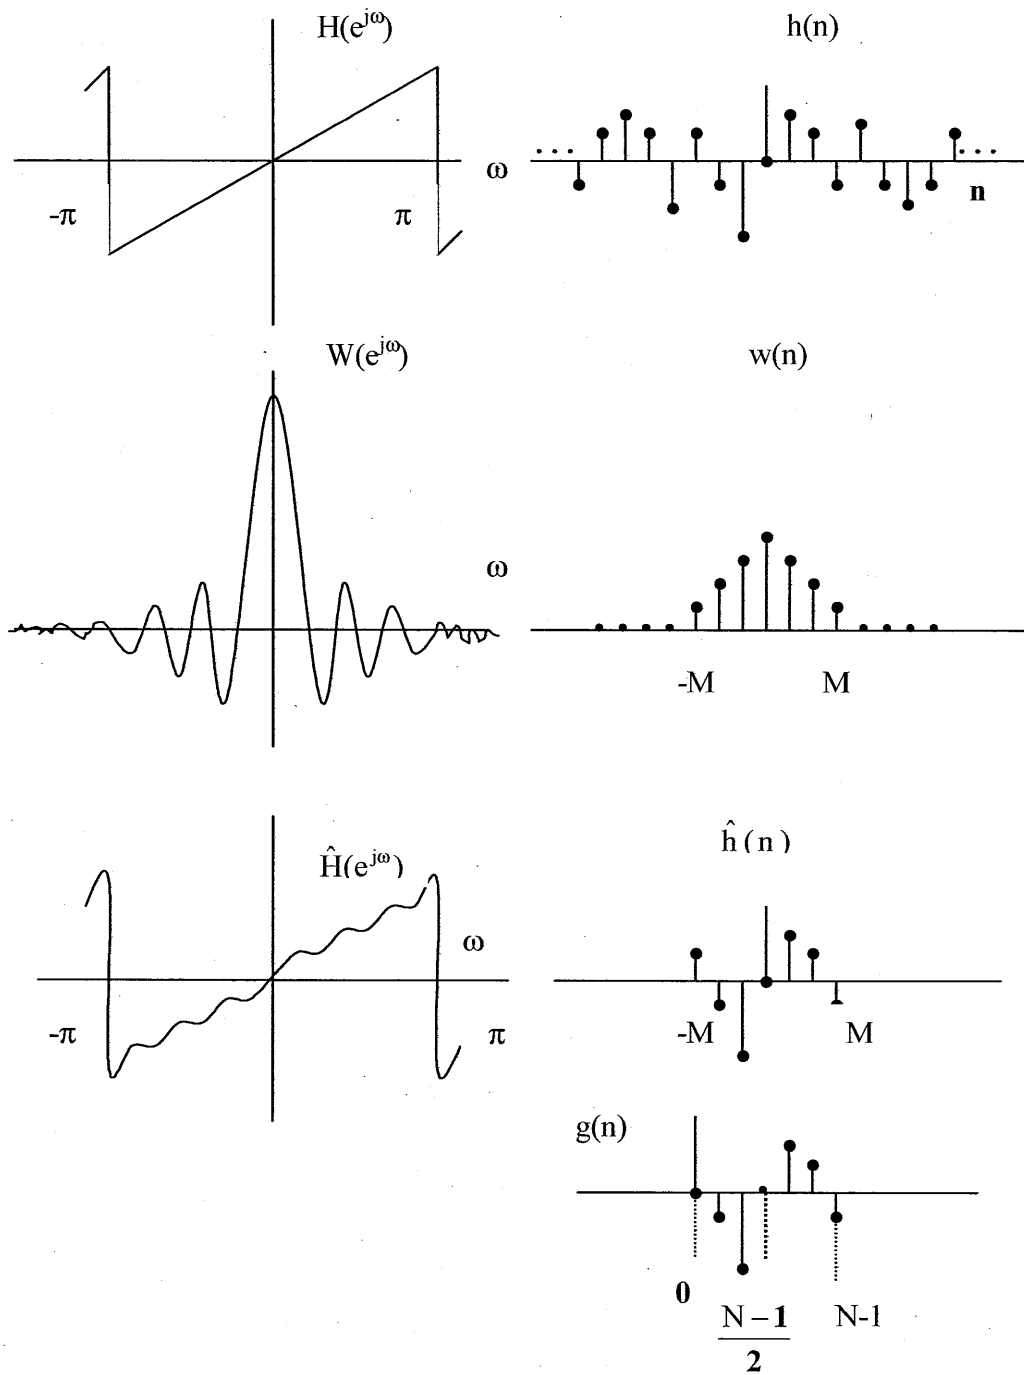 H(e^jω)
h(n)
. . .
. . .
ω
n
-π
π
W(e^jω)
w(n)
ω
-M
M
Ĥ(e^jω)
ĥ(n)
ω
-π
π
-M
M
g(n)
0
N – 1
2
N-1